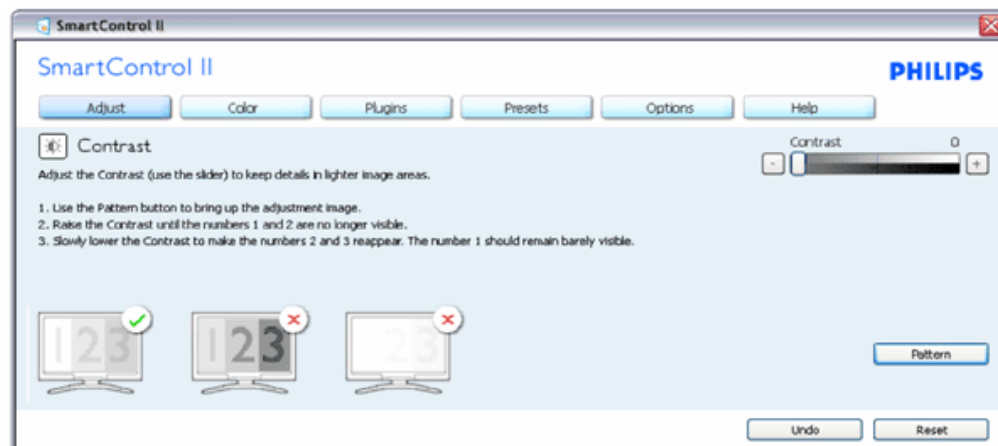 SmartControl II
SmartControl II
PHILIPS
Adjust Color Plugins Presets Options Help
Contrast
Contrast 0
Adjust the Contrast (use the slider) to keep details in lighter image areas.
- +
1. Use the Pattern button to bring up the adjustment image.
2. Raise the Contrast until the numbers 1 and 2 are no longer visible.
3. Slowly lower the Contrast to make the numbers 2 and 3 reappear. The number 1 should remain barely visible.
123 123 23
Pattern
Undo Reset